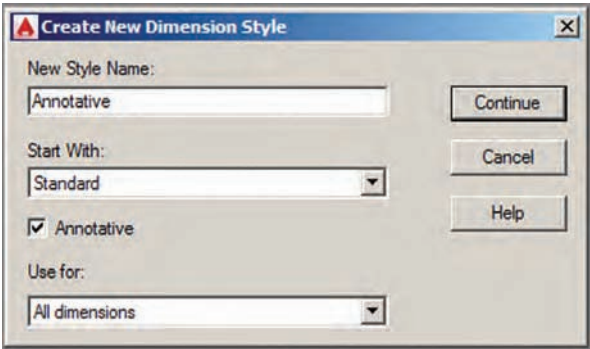 Create New Dimension Style
New Style Name:
Annotative
Continue
Start With:
Cancel
Standard
Annotative
Help
Use for:
All dimensions